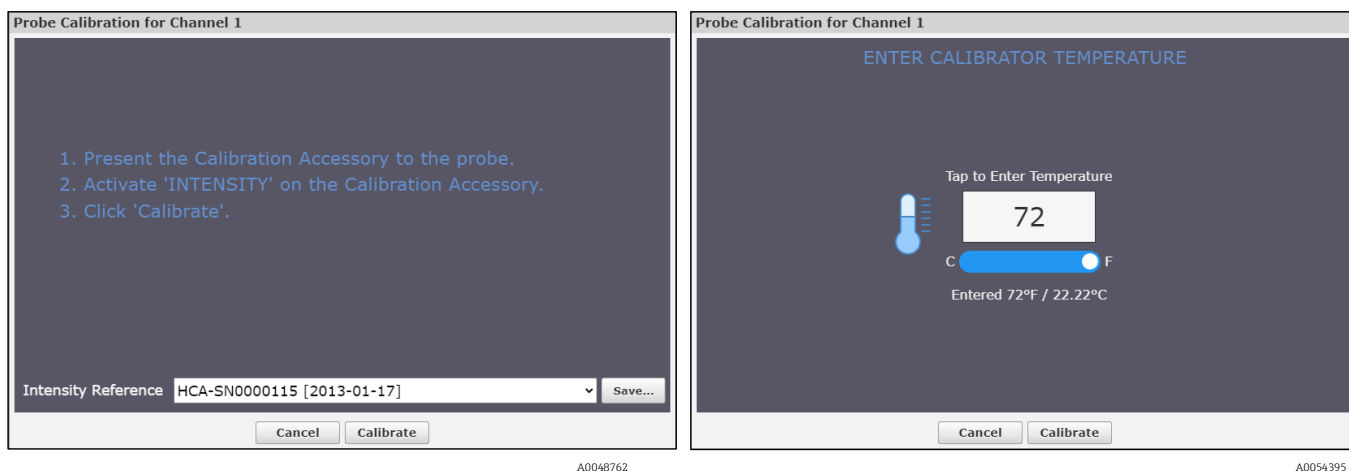 Probe Calibration for Channel 1
1. Present the Calibration Accessory to the probe.
2. Activate 'INTENSITY' on the Calibration Accessory.
3. Click 'Calibrate'.
Intensity Reference HCA-SN0000115 [2013-01-17] Save...
Cancel Calibrate
A0048762
Probe Calibration for Channel 1
ENTER CALIBRATOR TEMPERATURE
Tap to Enter Temperature
72
C F
Entered 72ºF / 22.22ºC
Cancel Calibrate
A0054395